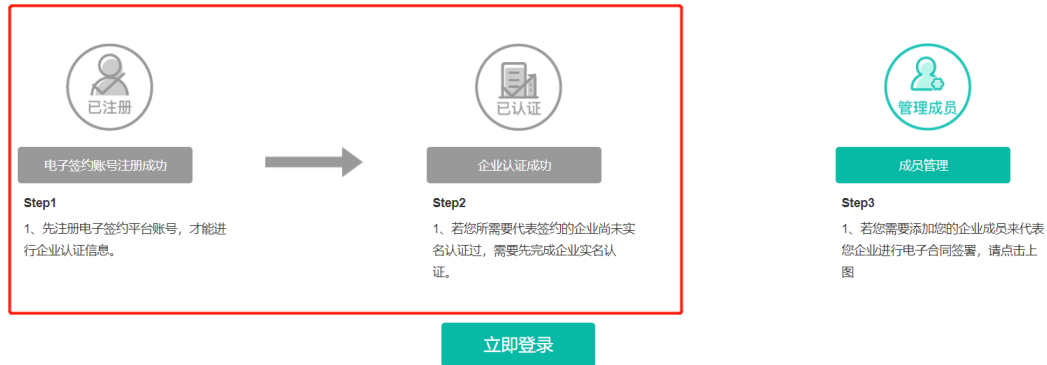 已注册
电子签约账号注册成功
Step1
1、先注册电子签约平台账号，才能进
行企业认证信息。
已认证
企业认证成功
Step2
1、若您所需要代表签约的企业尚未实
名认证过，需要先完成企业实名认
证。
管理成员
成员管理
Step3
1、若您需要添加您的企业成员来代表
您企业进行电子合同签署，请点击上
图
立即登录